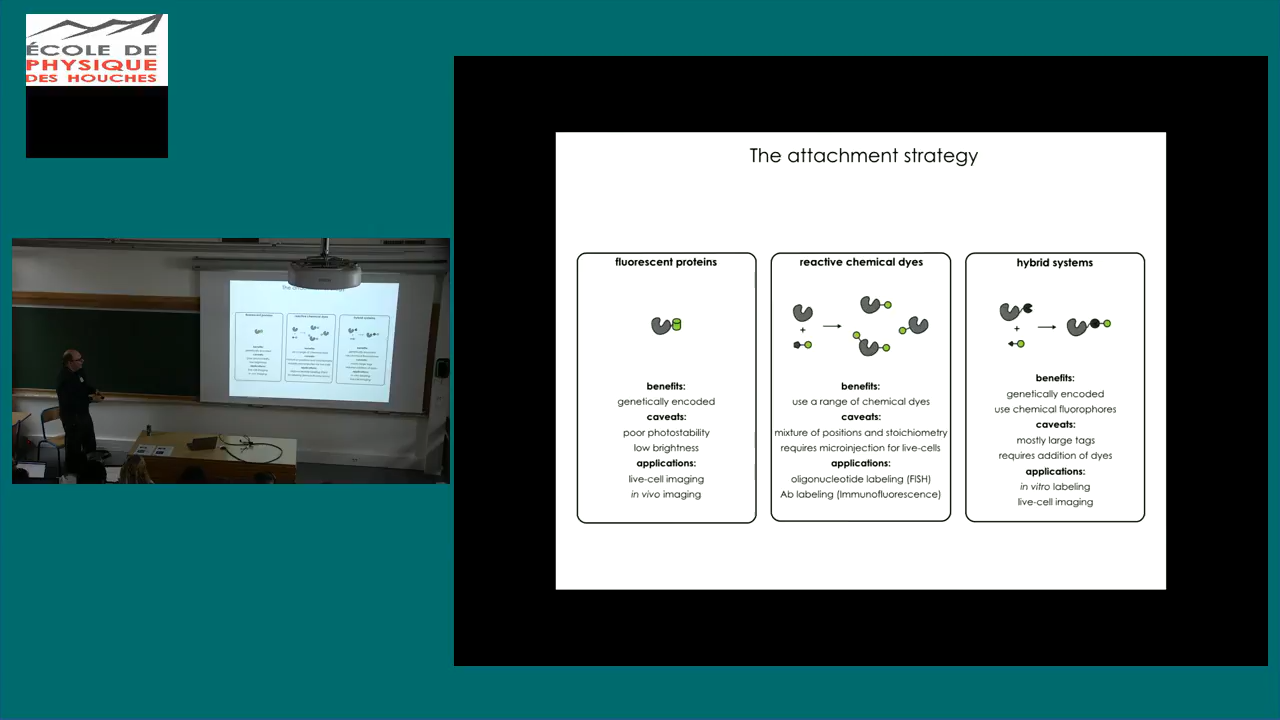 ÉCOLE DE
PHYSIQUE
DES HOUCHES
The attachment strategy
fluorescent proteins
benefits:
genetically encoded
caveats:
poor photostability
low brightness
applications:
live-cell imaging
in vivo imaging
reactive chemical dyes
+
benefits:
use a range of chemical dyes
caveats:
mixture of positions and stoichiometry
requires microinjection for live-cells
applications:
oligonucleotide labeling (FISH)
Ab labeling (Immunofluorescence)
hybrid systems
+
benefits:
genetically encoded
use chemical fluorophores
caveats:
mostly large tags
requires addition of dyes
applications:
in vitro labeling
live-cell imaging